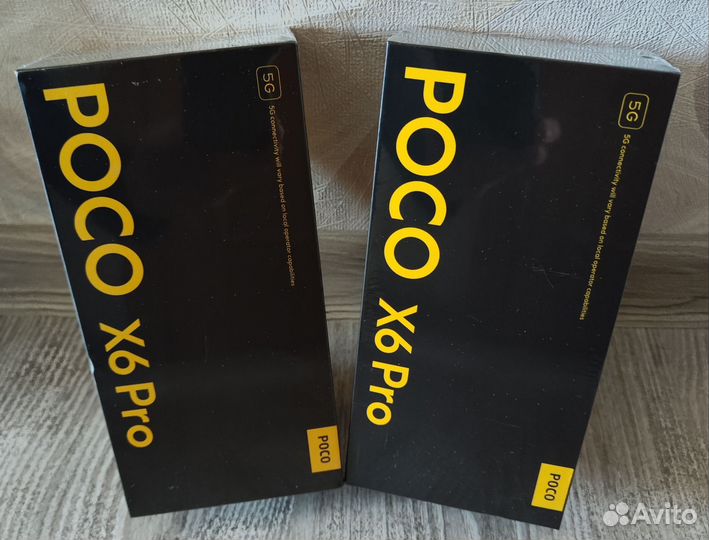 POCO X6 Pro
5G
5G connectivity will vary based on local operator capabilities
POCO
POCO X6 Pro
5G
5G connectivity will vary based on local operator capabilities
POCO
Avito